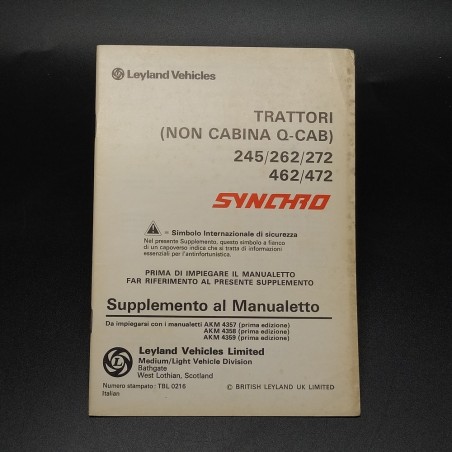 Leyland Vehicles
TRATTORI
(NON CABINA Q-CAB)
245/262/272
462/472
SYNCHRO
= Simbolo Internazionale di sicurezza
Nel presente Supplemento, questo simbolo a fianco
di un capoverso indica che si tratta di informazioni
essenziali per l'antinfortunistica.
PRIMA DI IMPIEGARE IL MANUALETTO
FAR RIFERIMENTO AL PRESENTE SUPPLEMENTO
Supplemento al Manualetto
Da impiegarsi con i manualetti AKM 4357 (prima edizione)
AKM 4358 (prima edizione)
AKM 4359 (prima edizione)
Leyland Vehicles Limited
Medium/Light Vehicle Division
Bathgate
West Lothian, Scotland
Numero stampato: TBL 0216
Italian
© BRITISH LEYLAND UK LIMITED